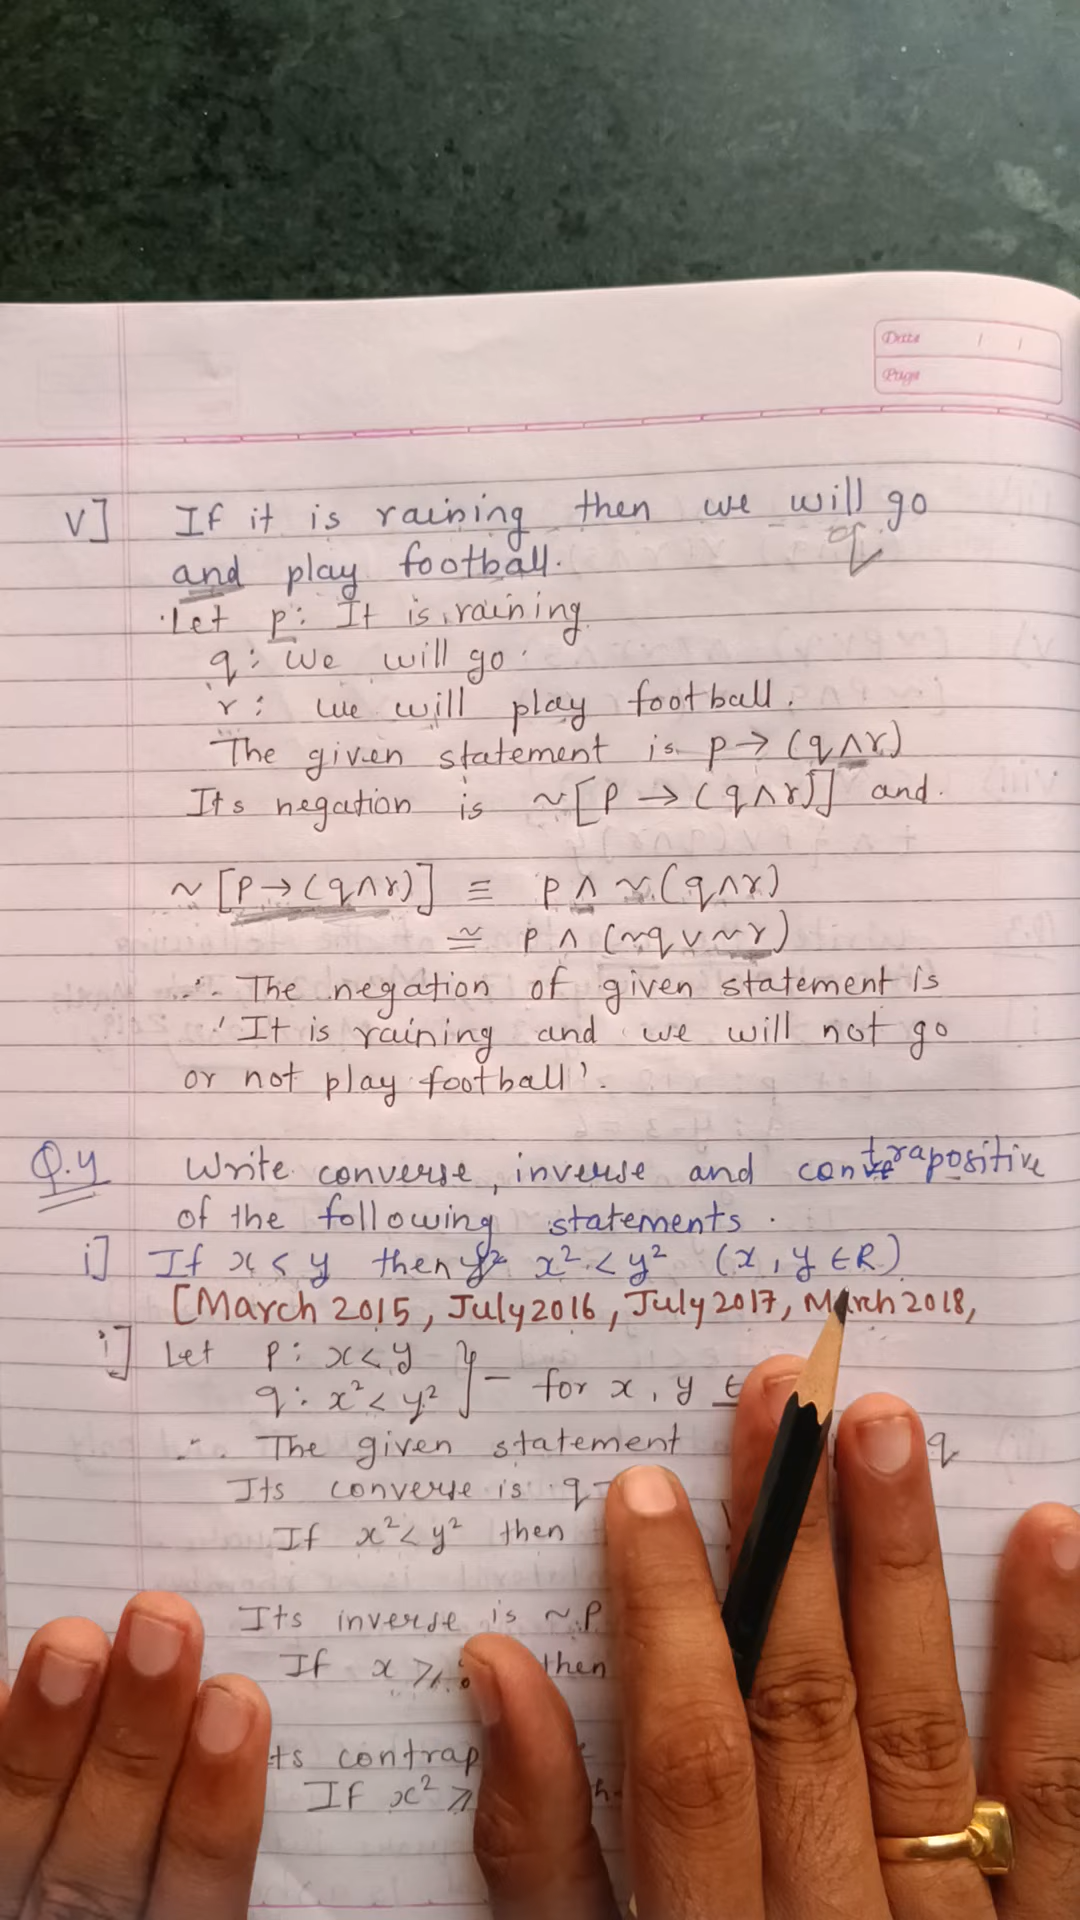 Date / /
Page
v] If it is raining then we will go
q
and play football.
Let p: It is raining
q: we will go.
r: we will play football.
The given statement is p → (q∧r)
Its negation is ~[p → (q∧r)] and.
~[p → (q∧r)] ≡ p ∧ ~(q∧r)
≅ p ∧ (~q ∨ ~r)
∴ The negation of given statement is
'It is raining and we will not go
or not play football'.
Q.4 Write converse, inverse and contrapositive
of the following statements.
i] If x < y then x² < y² (x, y ∈ R)
[March 2015, July 2016, July 2017, March 2018,
i] Let p: x < y
q: x² < y² } - for x, y ∈
∴ The given statement q
Its converse is q
If x² < y² then
Its inverse is ~p
If x ⩾ then
If x² ⩾